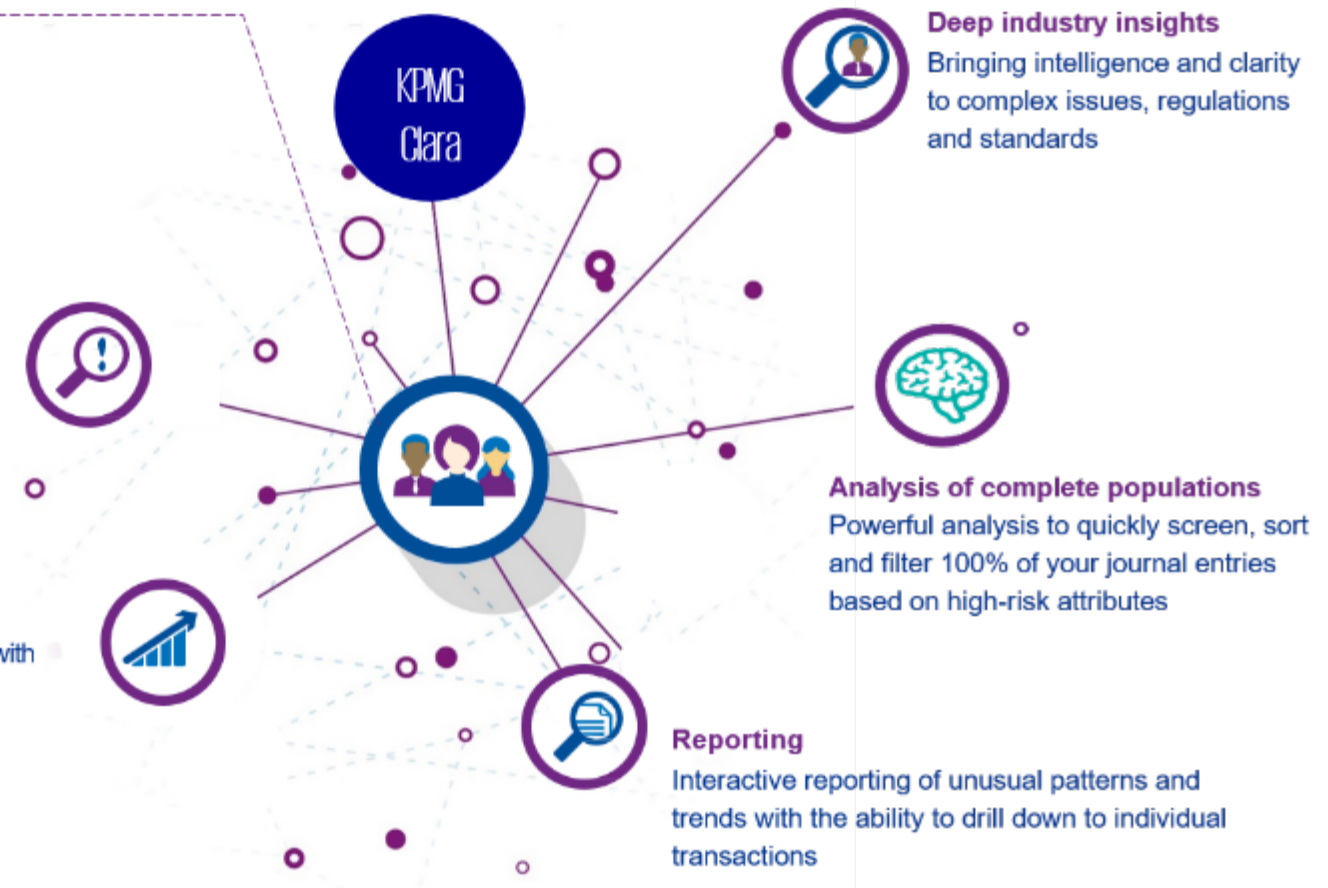 KPMG
Clara
Deep industry insights
Bringing intelligence and clarity
to complex issues, regulations
and standards
Analysis of complete populations
Powerful analysis to quickly screen, sort
and filter 100% of your journal entries
based on high-risk attributes
with
Reporting
Interactive reporting of unusual patterns and
trends with the ability to drill down to individual
transactions